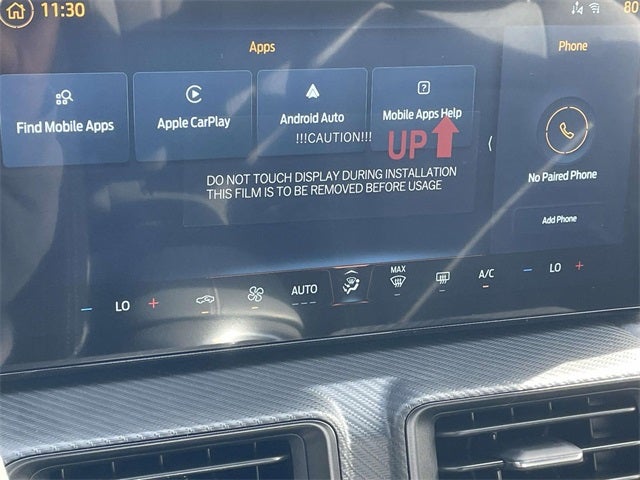 11:30
80
Apps
Phone
Find Mobile Apps
Apple CarPlay
Android Auto
Mobile Apps Help
!!!CAUTION!!!
UP
DO NOT TOUCH DISPLAY DURING INSTALLATION
THIS FILM IS TO BE REMOVED BEFORE USAGE
No Paired Phone
Add Phone
- LO +
AUTO
MAX
A/C
- LO +